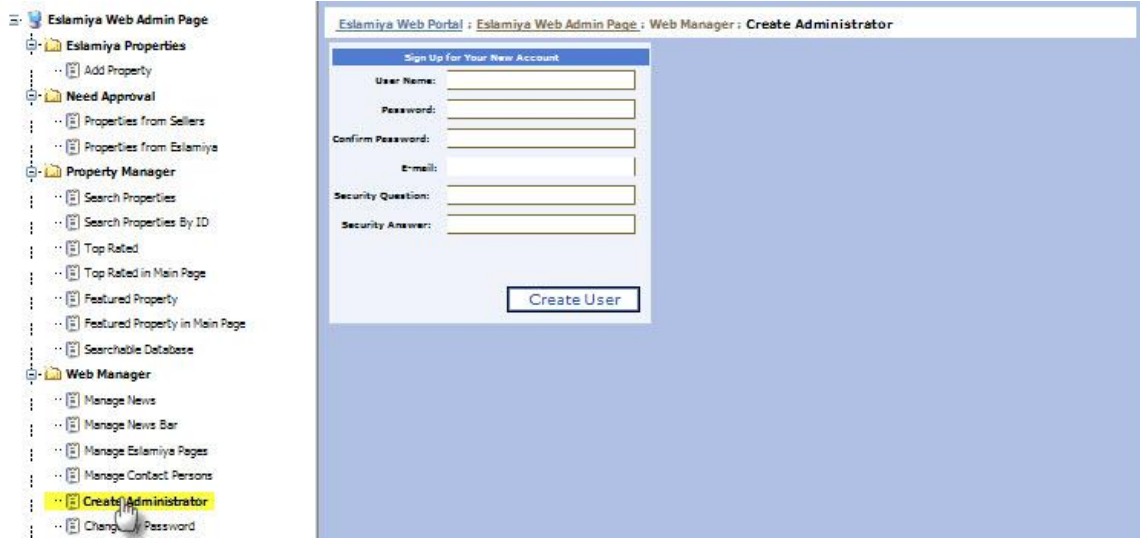 Eslamiya Web Admin Page
Eslamiya Properties
Add Property
Need Approval
Properties from Sellers
Properties from Eslamiya
Property Manager
Search Properties
Search Properties By ID
Top Rated
Top Rated in Main Page
Featured Property
Featured Property in Main Page
Searchable Database
Web Manager
Manage News
Manage News Bar
Manage Eslamiya Pages
Manage Contact Persons
Create Administrator
Password
Eslamiya Web Portal : Eslamiya Web Admin Page : Web Manager : Create Administrator
Sign Up for Your New Account
User Name:
Password:
Confirm Password:
E-mail:
Security Question:
Security Answer:
Create User